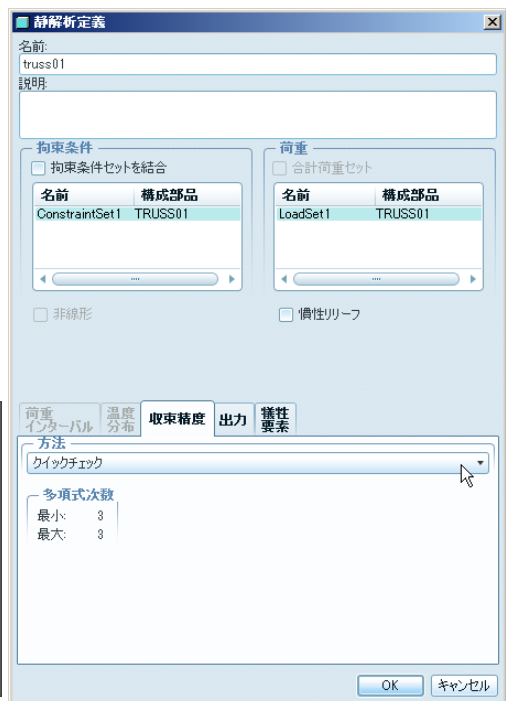 静解析定義
名前:
truss01
説明:
拘束条件
拘束条件セットを結合
名前 構成部品
ConstraintSet1 TRUSS01
非線形
荷重
合計荷重セット
名前 構成部品
LoadSet1 TRUSS01
慣性リリーフ
荷重
インターバル
温度
分布
収束精度
出力
犠牲
要素
方法
クイックチェック
多項式次数
最小: 3
最大: 3
OK キャンセル